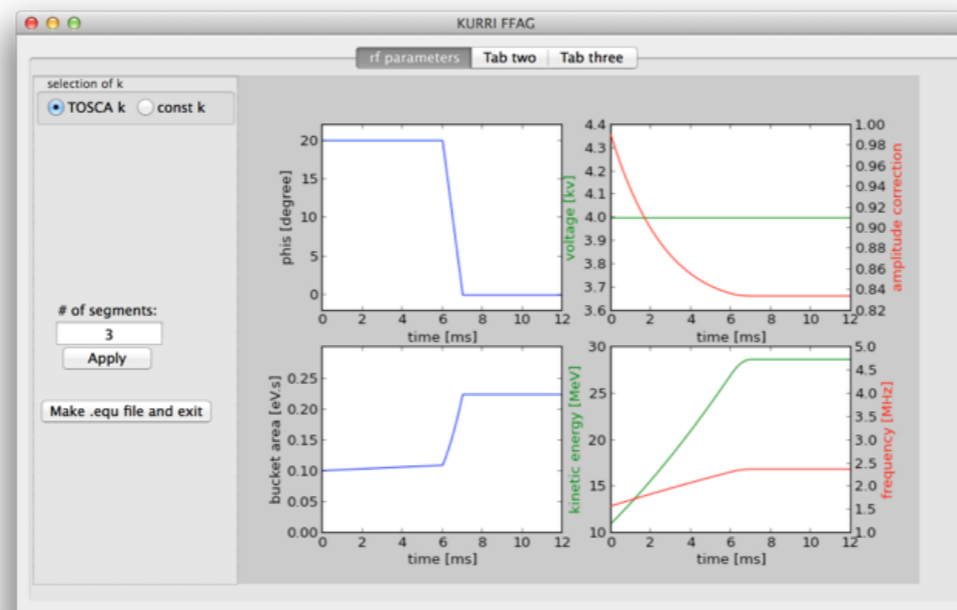 KURRI FFAG
rf parameters Tab two Tab three
selection of k
TOSCA k const k
# of segments:
3
Apply
Make .equ file and exit
phis [degree]
20
15
10
5
0
0 2 4 6 8 10 12
time [ms]
voltage [kv]
4.4
4.3
4.2
4.1
4.0
3.9
3.8
3.7
3.6
amplitude correction
1.00
0.98
0.96
0.94
0.92
0.90
0.88
0.86
0.84
0.82
0 2 4 6 8 10 12
time [ms]
bucket area [eV.s]
0.25
0.20
0.15
0.10
0.05
0.00
0 2 4 6 8 10 12
time [ms]
kinetic energy [MeV]
30
25
20
15
10
frequency [MHz]
5.0
4.5
4.0
3.5
3.0
2.5
2.0
1.5
1.0
0 2 4 6 8 10 12
time [ms]